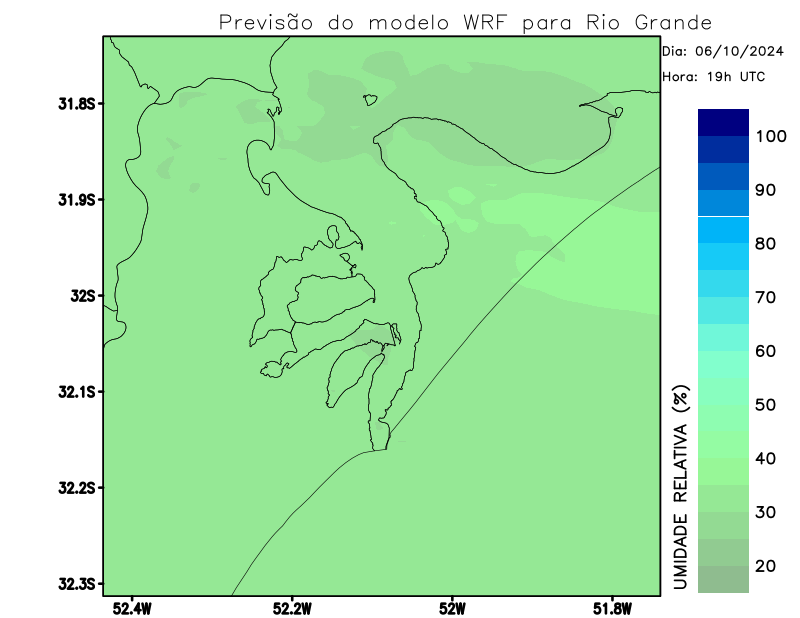 Previsão do modelo WRF para Rio Grande
Dia: 06/10/2024
Hora: 19h UTC
31.8S
31.9S
32S
32.1S
32.2S
32.3S
52.4W 52.2W 52W 51.8W
100
90
80
70
60
50
40
30
20
UMIDADE RELATIVA (%)